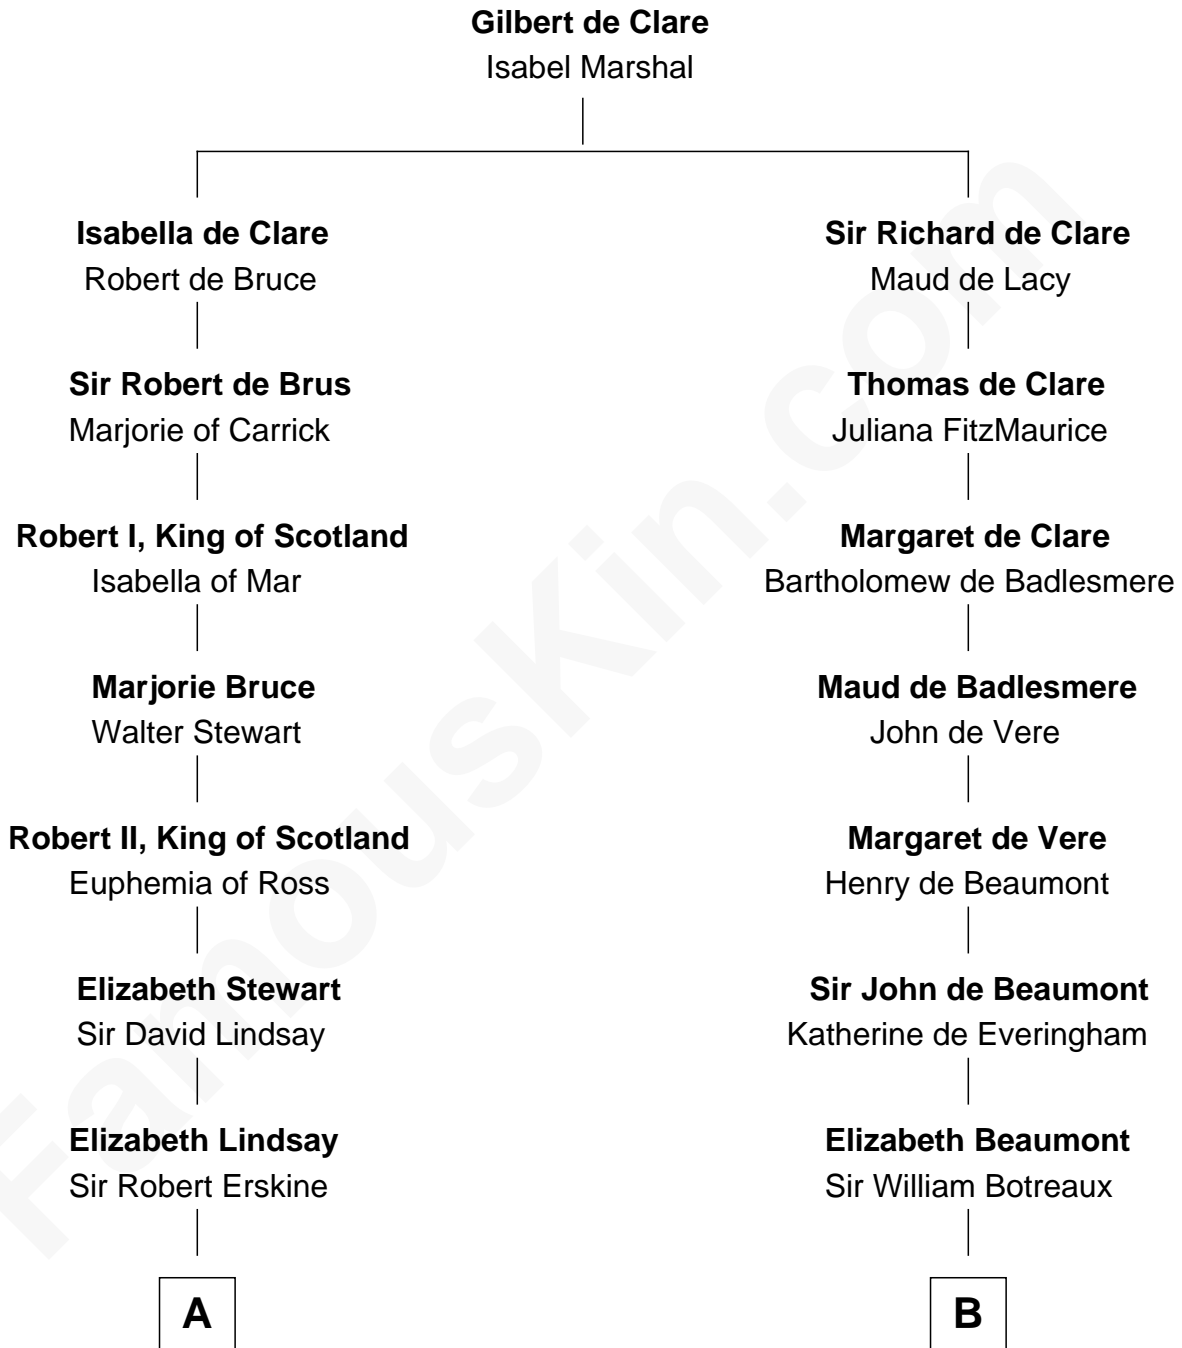 Gilbert de Clare
Isabel Marshal
Isabella de Clare
Robert de Bruce
Sir Richard de Clare
Maud de Lacy
Sir Robert de Brus
Marjorie of Carrick
Thomas de Clare
Juliana FitzMaurice
Robert I, King of Scotland
Isabella of Mar
Margaret de Clare
Bartholomew de Badlesmere
Marjorie Bruce
Walter Stewart
Maud de Badlesmere
John de Vere
Robert II, King of Scotland
Euphemia of Ross
Margaret de Vere
Henry de Beaumont
Elizabeth Stewart
Sir David Lindsay
Sir John de Beaumont
Katherine de Everingham
Elizabeth Lindsay
Sir Robert Erskine
Elizabeth Beaumont
Sir William Botreaux
A
B
FamousKin.com